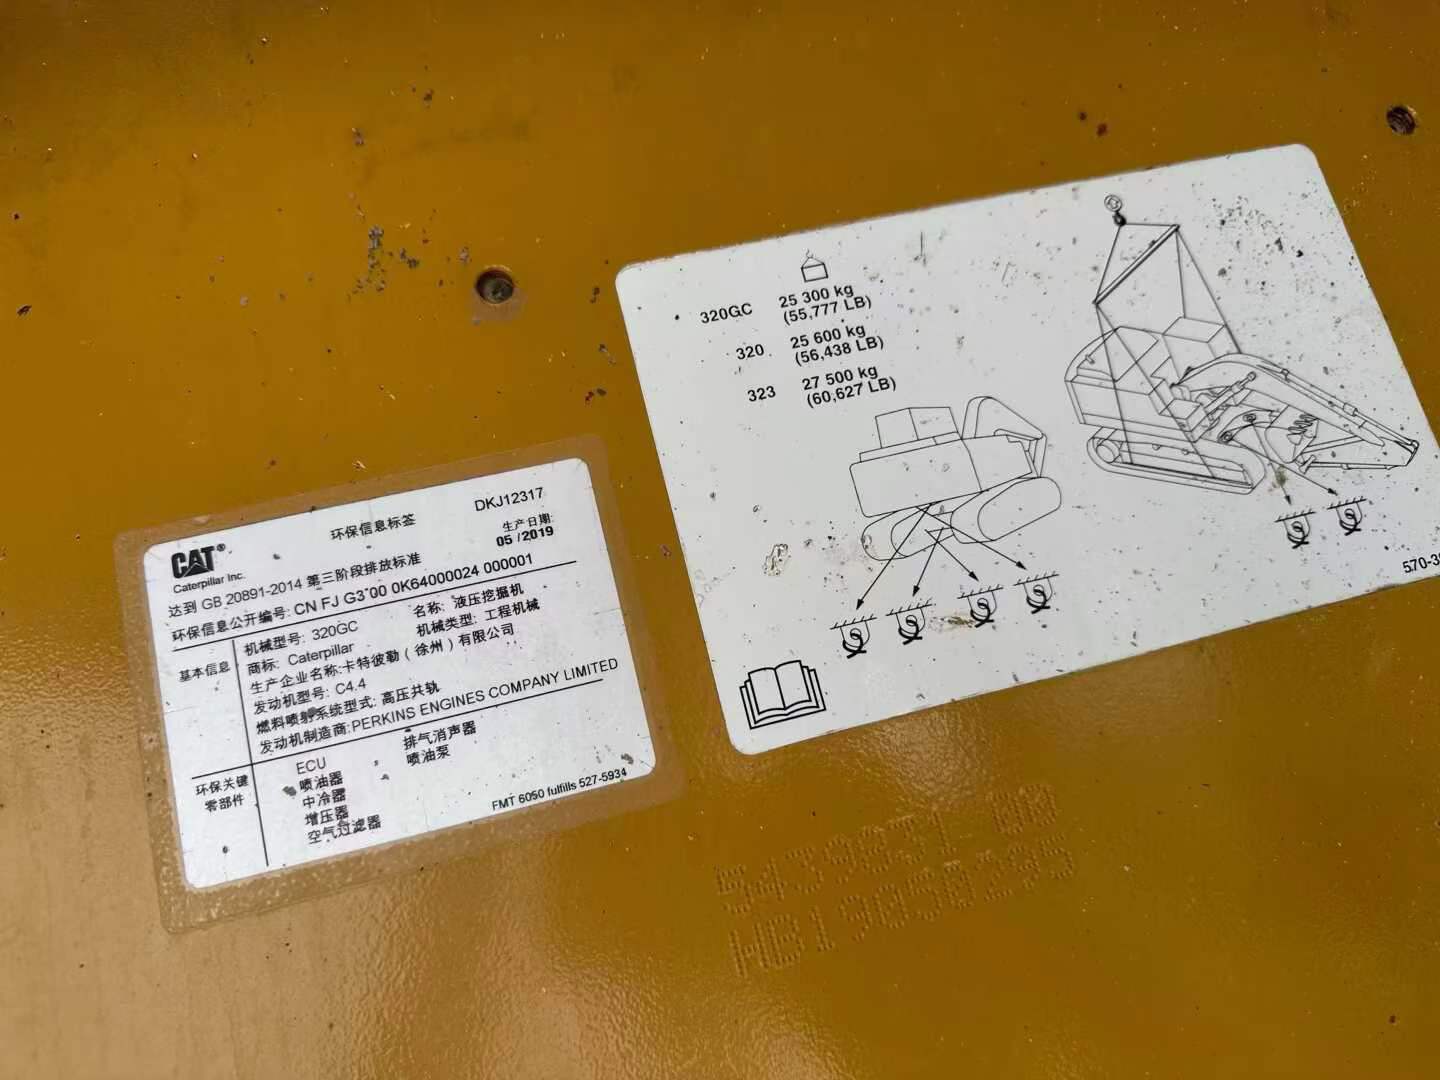 DKJ12317
环保信息标签
CAT®
Caterpillar Inc.
生产日期:
05 /2019
达到 GB 20891-2014 第三阶段排放标准
环保信息公开编号: CN FJ G3 00 0K64000024 000001
基本信息
机械型号: 320GC 名称: 液压挖掘机
商标: Caterpillar 机械类型: 工程机械
生产企业名称:卡特彼勒（徐州）有限公司
发动机型号: C4.4
燃料喷射系统型式: 高压共轨
发动机制造商:PERKINS ENGINES COMPANY LIMITED
环保关键
零部件
ECU 排气消声器
喷油器 喷油泵
中冷器
增压器
空气过滤器
FMT 6050 fulfills 527-5934
320GC 25 300 kg
(55,777 LB)
320 25 600 kg
(56,438 LB)
323 27 500 kg
(60,627 LB)
5439831 00
HB19050295